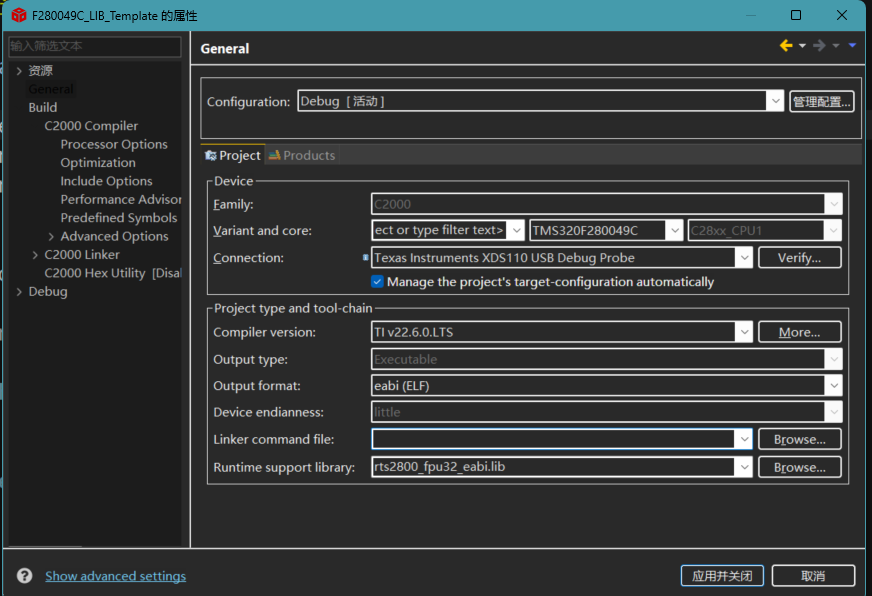 F280049C_LIB_Template 的属性
输入筛选文本
资源
General
Build
C2000 Compiler
Processor Options
Optimization
Include Options
Performance Advisor
Predefined Symbols
Advanced Options
C2000 Linker
C2000 Hex Utility [Disal
Debug
General
Configuration: Debug [ 活动 ] 管理配置...
Project Products
Device
Family: C2000
Variant and core: ect or type filter text> TMS320F280049C C28xx_CPU1
Connection: Texas Instruments XDS110 USB Debug Probe Verify...
Manage the project's target-configuration automatically
Project type and tool-chain
Compiler version: TI v22.6.0.LTS More...
Output type: Executable
Output format: eabi (ELF)
Device endianness: little
Linker command file: Browse...
Runtime support library: rts2800_fpu32_eabi.lib Browse...
? Show advanced settings 应用并关闭 取消